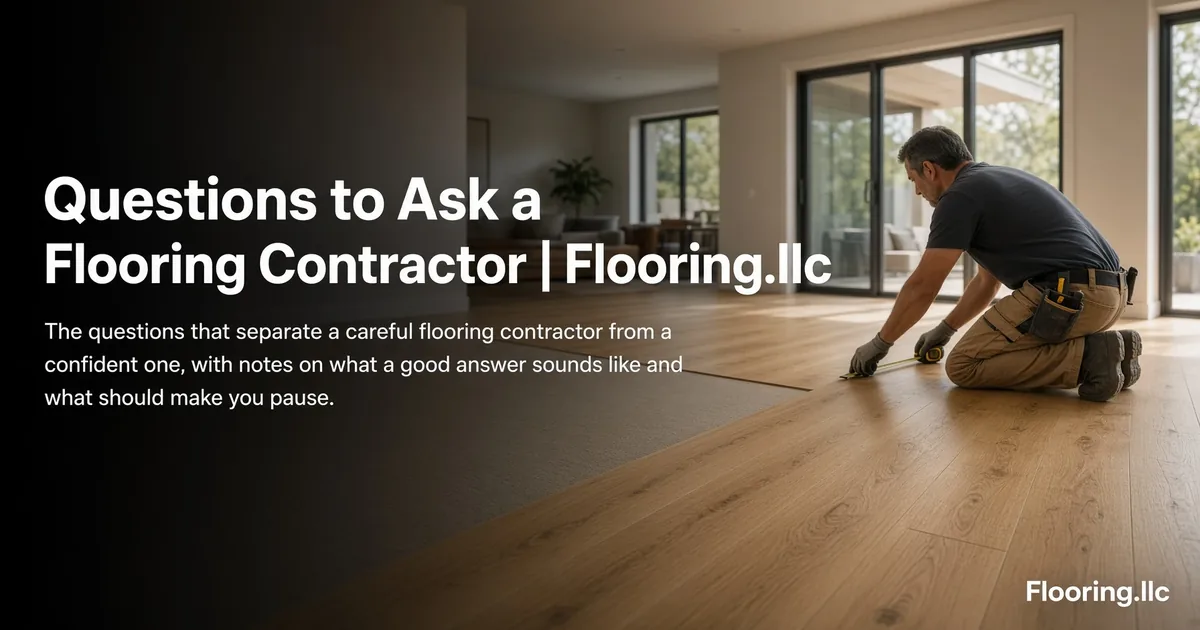 Questions to Ask a
Flooring Contractor | Flooring.llc
The questions that separate a careful flooring contractor from a
confident one, with notes on what a good answer sounds like and
what should make you pause.
Flooring.llc